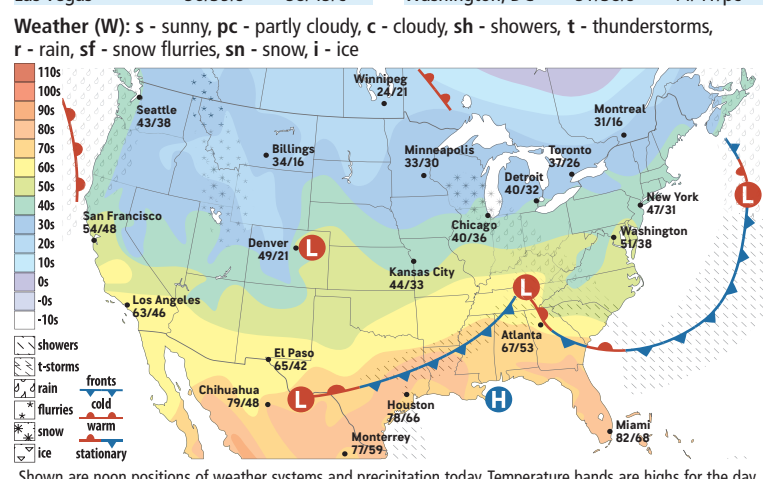 Weather (W): s - sunny, pc - partly cloudy, c - cloudy, sh - showers, t - thunderstorms,
r - rain, sf - snow flurries, sn - snow, i - ice
110s
100s
90s
80s
70s
60s
50s
40s
30s
20s
10s
0s
-0s
-10s
showers
t-storms
rain
flurries
snow
ice
fronts
cold
warm
stationary
Winnipeg
24/21
Seattle
43/38
Billings
34/16
Minneapolis
33/30
Montreal
31/16
Toronto
37/26
Detroit
40/32
New York
47/31
San Francisco
54/48
Chicago
40/36
Washington
51/38
Denver
49/21
L
L
Kansas City
44/33
L
Los Angeles
63/46
Atlanta
67/53
El Paso
65/42
Chihuahua
79/48
L
Houston
78/66
H
Miami
82/68
Monterrey
77/59
Shown are noon positions of weather systems and precipitation today. Temperature bands are highs for the day.